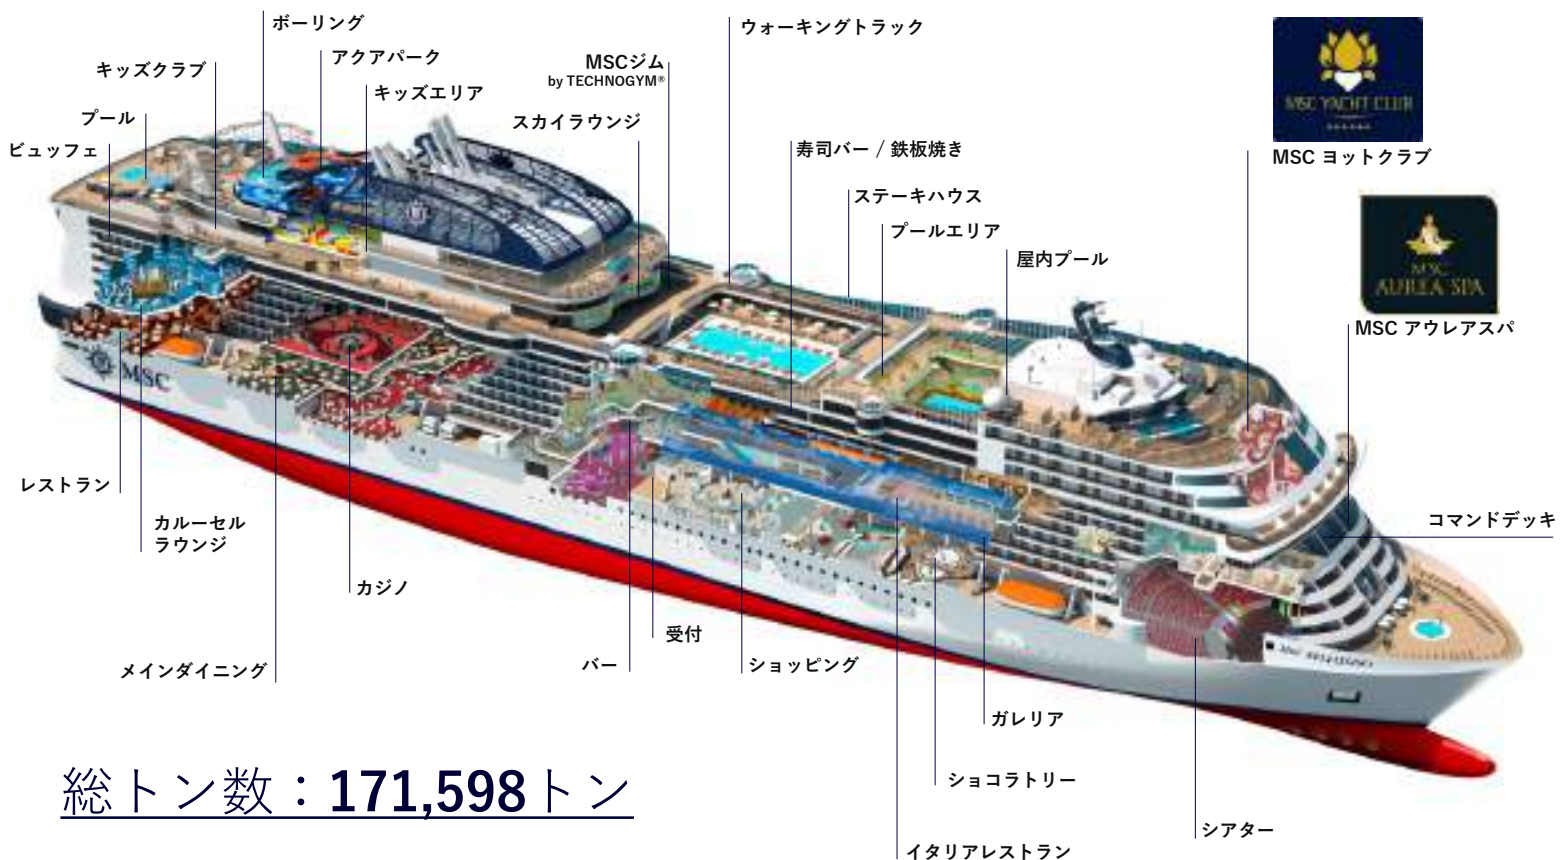 ボーリング
アクアパーク
キッズクラブ
キッズエリア
プール
ビュッフェ
MSCジム
by TECHNOGYM®
スカイラウンジ
ウォーキングトラック
寿司バー / 鉄板焼き
ステーキハウス
プールエリア
屋内プール
MSC YACHT CLUB
MSC ヨットクラブ
MSC
AUREA SPA
MSC アウレアスパ
コマンドデッキ
MSC
レストラン
カルーセル
ラウンジ
カジノ
メインダイニング
バー
受付
ショッピング
ガレリア
ショコラトリー
イタリアレストラン
シアター
総トン数：171,598トン